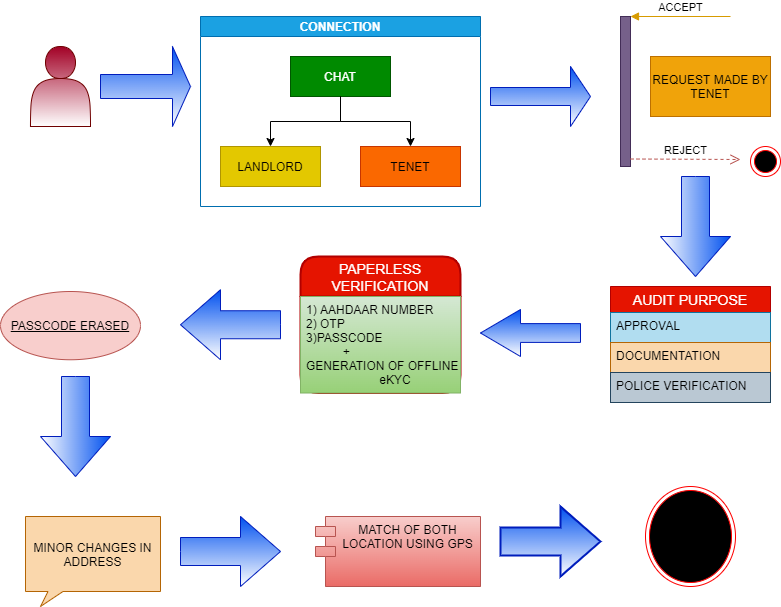 CONNECTION
CHAT
LANDLORD
TENET
ACCEPT
REQUEST MADE BY
TENET
REJECT
AUDIT PURPOSE
APPROVAL
DOCUMENTATION
POLICE VERIFICATION
PAPERLESS
VERIFICATION
1) AAHDAAR NUMBER
2) OTP
3)PASSCODE
+
GENERATION OF OFFLINE
eKYC
PASSCODE ERASED
MINOR CHANGES IN
ADDRESS
MATCH OF BOTH
LOCATION USING GPS